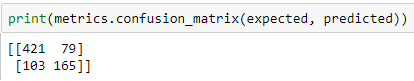 print(metrics.confusion_matrix(expected, predicted))
[[421  79]
 [103 165]]